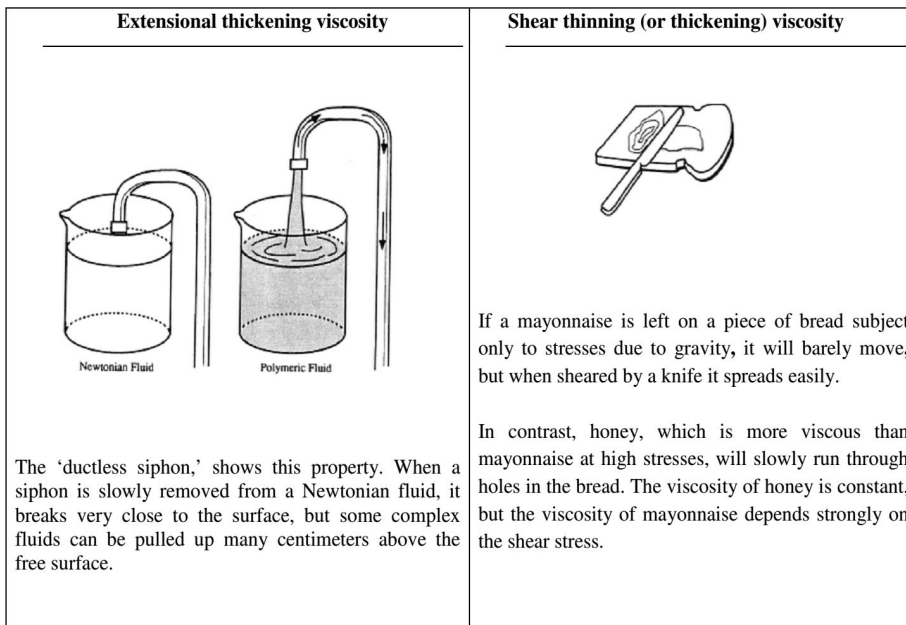 Extensional thickening viscosity
Newtonian Fluid
Polymeric Fluid
The ‘ductless siphon,’ shows this property. When a
siphon is slowly removed from a Newtonian fluid, it
breaks very close to the surface, but some complex
fluids can be pulled up many centimeters above the
free surface.
Shear thinning (or thickening) viscosity
If a mayonnaise is left on a piece of bread subject
only to stresses due to gravity, it will barely move,
but when sheared by a knife it spreads easily.
In contrast, honey, which is more viscous than
mayonnaise at high stresses, will slowly run through
holes in the bread. The viscosity of honey is constant,
but the viscosity of mayonnaise depends strongly on
the shear stress.